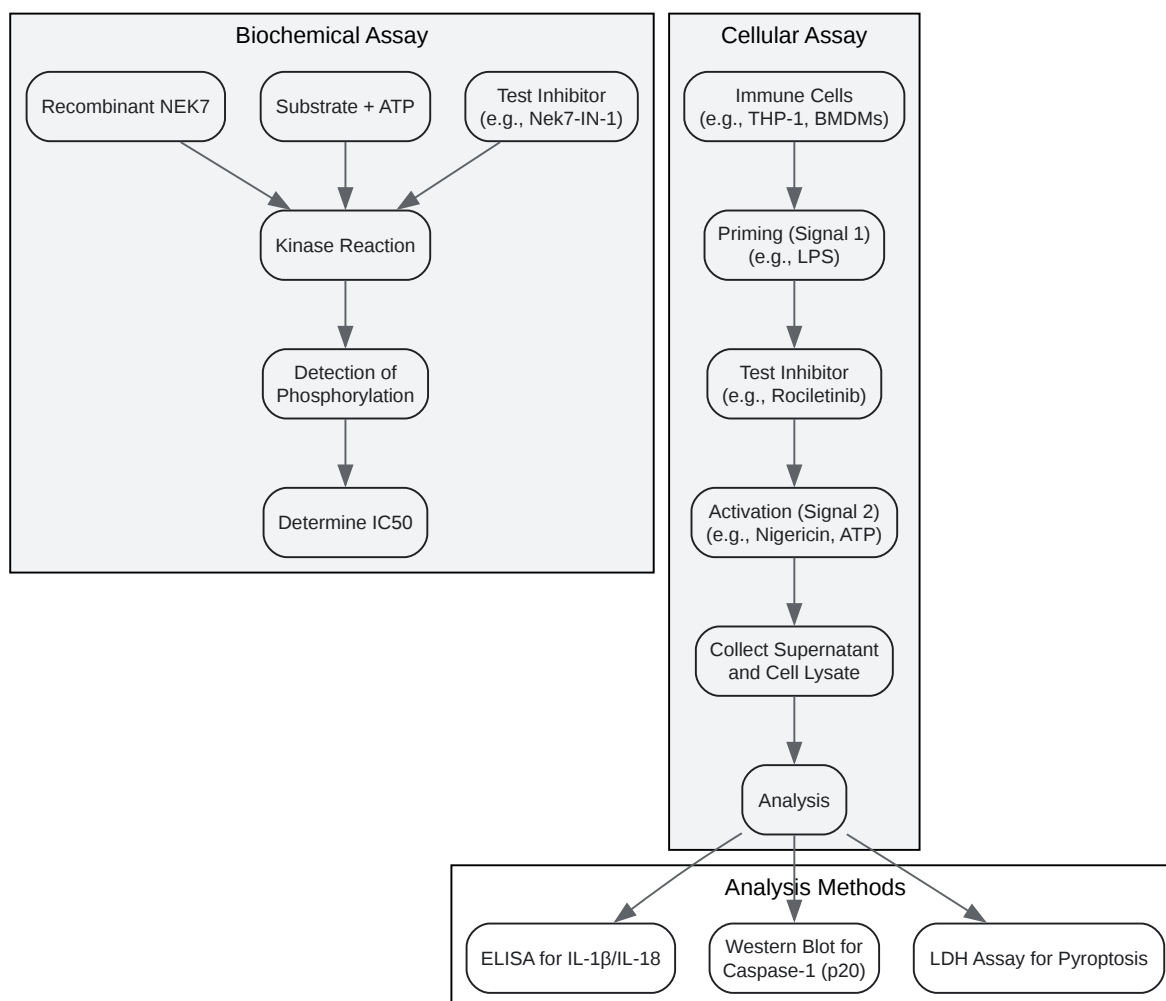 Biochemical Assay
Recombinant NEK7
Substrate + ATP
Test Inhibitor
(e.g., Nek7-IN-1)
Kinase Reaction
Detection of
Phosphorylation
Determine IC50
Cellular Assay
Immune Cells
(e.g., THP-1, BMDMs)
Priming (Signal 1)
(e.g., LPS)
Test Inhibitor
(e.g., Rociletinib)
Activation (Signal 2)
(e.g., Nigericin, ATP)
Collect Supernatant
and Cell Lysate
Analysis
Analysis Methods
ELISA for IL-1β/IL-18
Western Blot for
Caspase-1 (p20)
LDH Assay for Pyroptosis